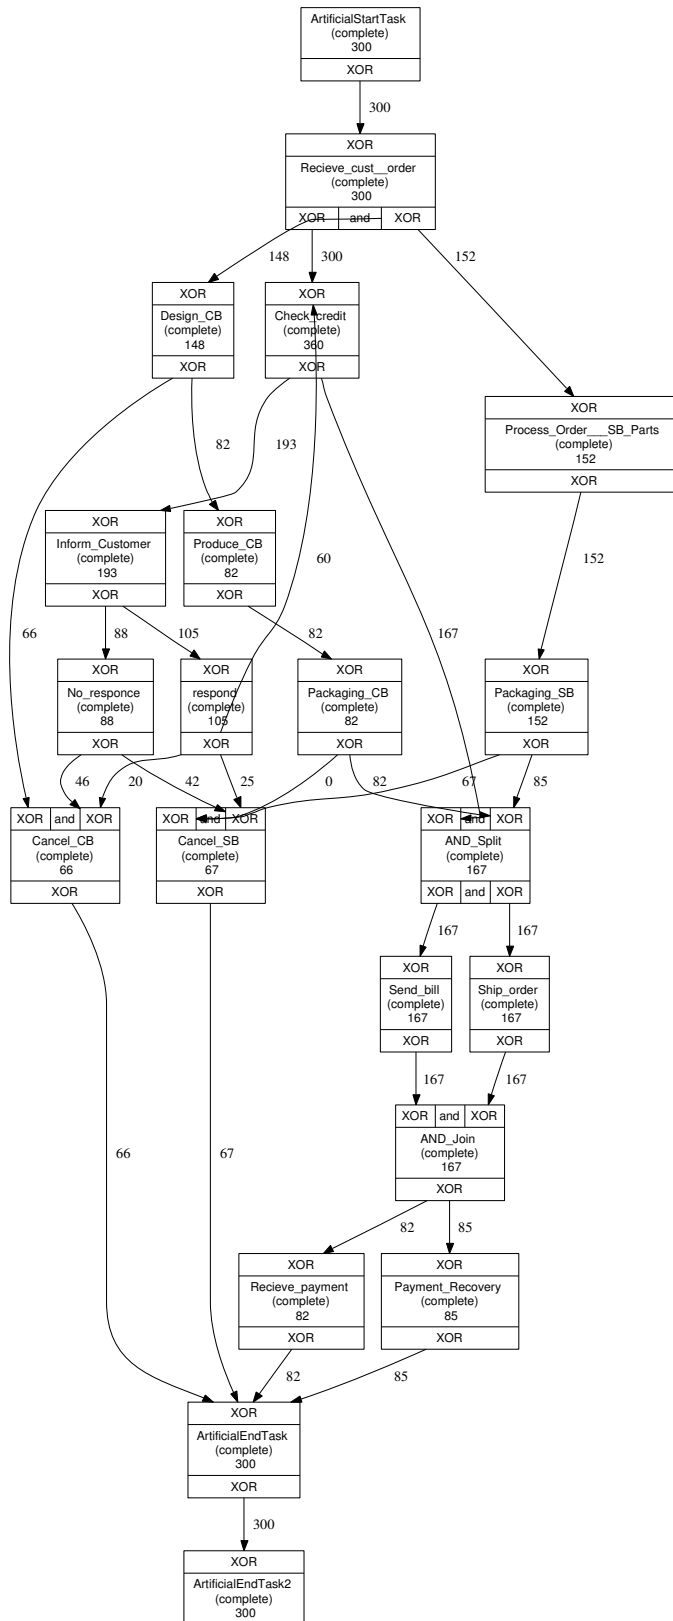 ArtificialStartTask
(complete)
300
XOR
300
XOR
Recieve_cust__order
(complete)
300
XOR and XOR
148
300
152
XOR
Design_CB
(complete)
148
XOR
XOR
Check_credit
(complete)
360
XOR
XOR
Process_Order___SB_Parts
(complete)
152
XOR
82
193
60
167
152
66
XOR
Inform_Customer
(complete)
193
XOR
XOR
Produce_CB
(complete)
82
XOR
88
105
82
XOR
No_responce
(complete)
88
XOR
XOR
respond
(complete)
105
XOR
XOR
Packaging_CB
(complete)
82
XOR
XOR
Packaging_SB
(complete)
152
XOR
46
20
42
25
0
82
67
85
XOR and XOR
Cancel_CB
(complete)
66
XOR
XOR and XOR
Cancel_SB
(complete)
67
XOR
XOR and XOR
AND_Split
(complete)
167
XOR and XOR
167
167
XOR
Send_bill
(complete)
167
XOR
XOR
Ship_order
(complete)
167
XOR
167
167
XOR and XOR
AND_Join
(complete)
167
XOR
66
67
82
85
XOR
Recieve_payment
(complete)
82
XOR
XOR
Payment_Recovery
(complete)
85
XOR
82
85
XOR
ArtificialEndTask
(complete)
300
XOR
300
XOR
ArtificialEndTask2
(complete)
300